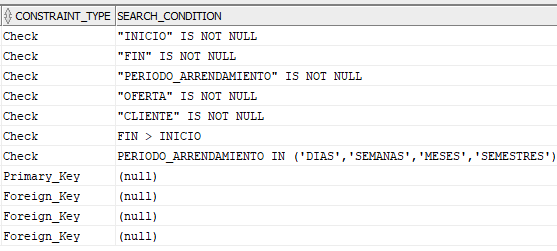 CONSTRAINT_TYPE SEARCH_CONDITION
Check "INICIO" IS NOT NULL
Check "FIN" IS NOT NULL
Check "PERIODO_ARRENDAMIENTO" IS NOT NULL
Check "OFERTA" IS NOT NULL
Check "CLIENTE" IS NOT NULL
Check FIN > INICIO
Check PERIODO_ARRENDAMIENTO IN ('DIAS','SEMANAS','MESES','SEMESTRES')
Primary_Key (null)
Foreign_Key (null)
Foreign_Key (null)
Foreign_Key (null)